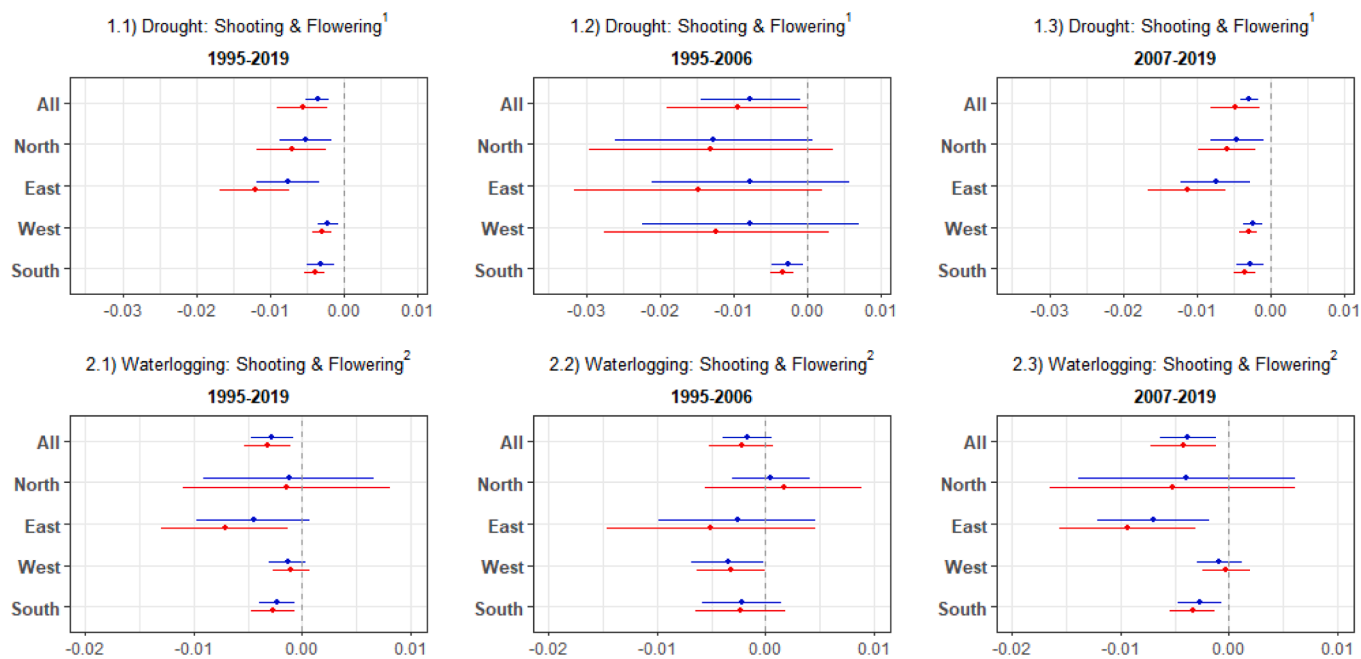 1.1) Drought: Shooting & Flowering¹
1995-2019
All
North
East
West
South
-0.03 -0.02 -0.01 0.00 0.01
1.2) Drought: Shooting & Flowering¹
1995-2006
All
North
East
West
South
-0.03 -0.02 -0.01 0.00 0.01
1.3) Drought: Shooting & Flowering¹
2007-2019
All
North
East
West
South
-0.03 -0.02 -0.01 0.00 0.01
2.1) Waterlogging: Shooting & Flowering²
1995-2019
All
North
East
West
South
-0.02 -0.01 0.00 0.01
2.2) Waterlogging: Shooting & Flowering²
1995-2006
All
North
East
West
South
-0.02 -0.01 0.00 0.01
2.3) Waterlogging: Shooting & Flowering²
2007-2019
All
North
East
West
South
-0.02 -0.01 0.00 0.01